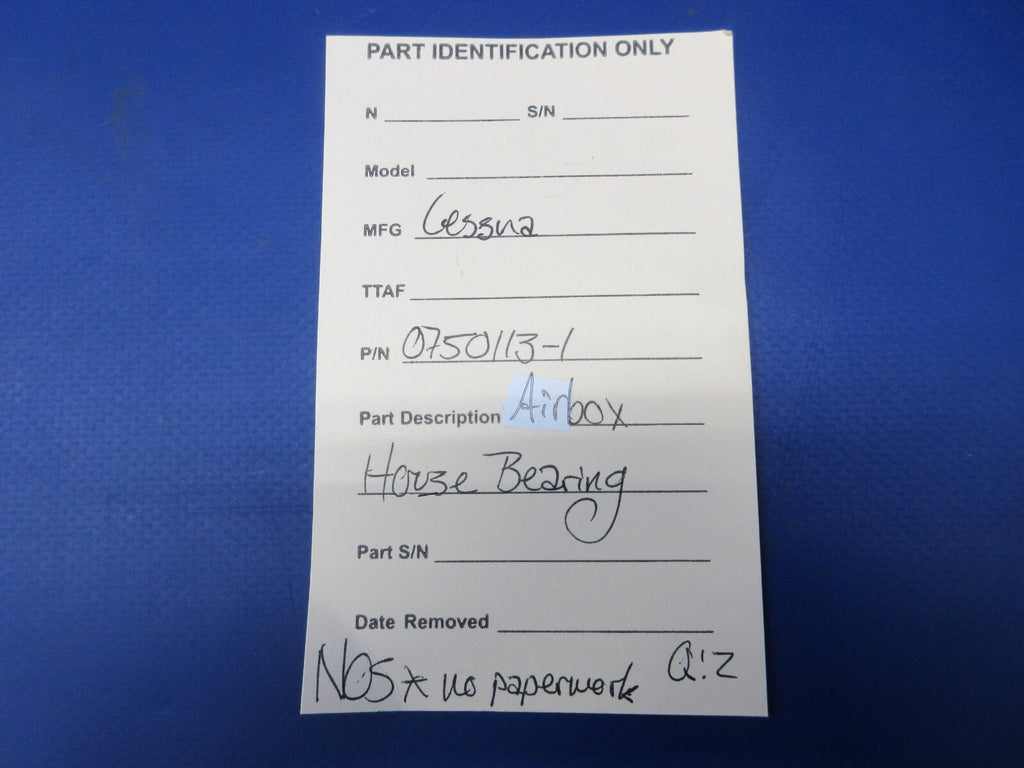 PART IDENTIFICATION ONLY
N S/N
Model
MFG Cessna
TTAF
P/N 0750113-1
Part Description Airbox
House Bearing
Part S/N
Date Removed
NOS * no paperwork Q:2